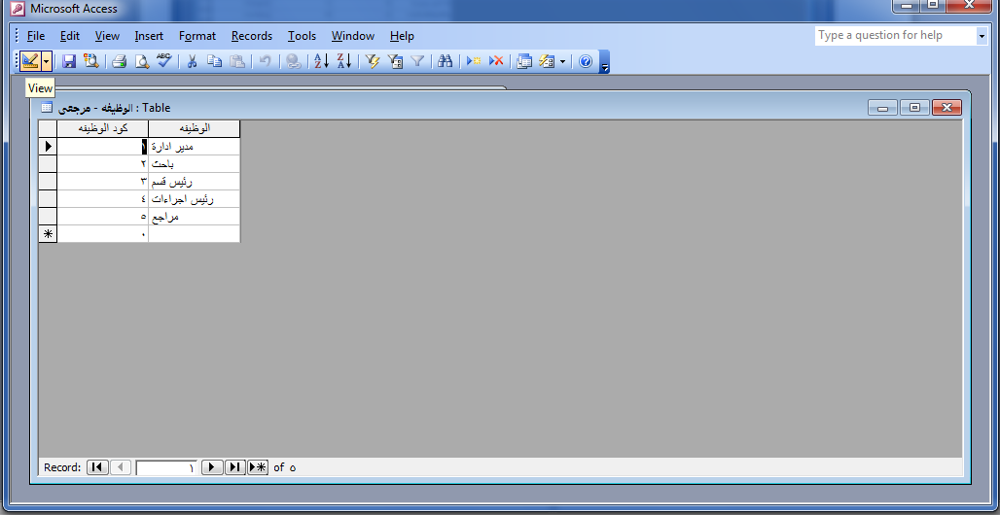 Microsoft Access
File Edit View Insert Format Records Tools Window Help
Type a question for help
View
الوظيفه - مرجعى : Table
كود الوظيفه الوظيفه
١ مدير ادارة
٢ باحث
٣ رئيس قسم
٤ رئيس اجراءات
٥ مراجع
٠
Record: ١ of ٥